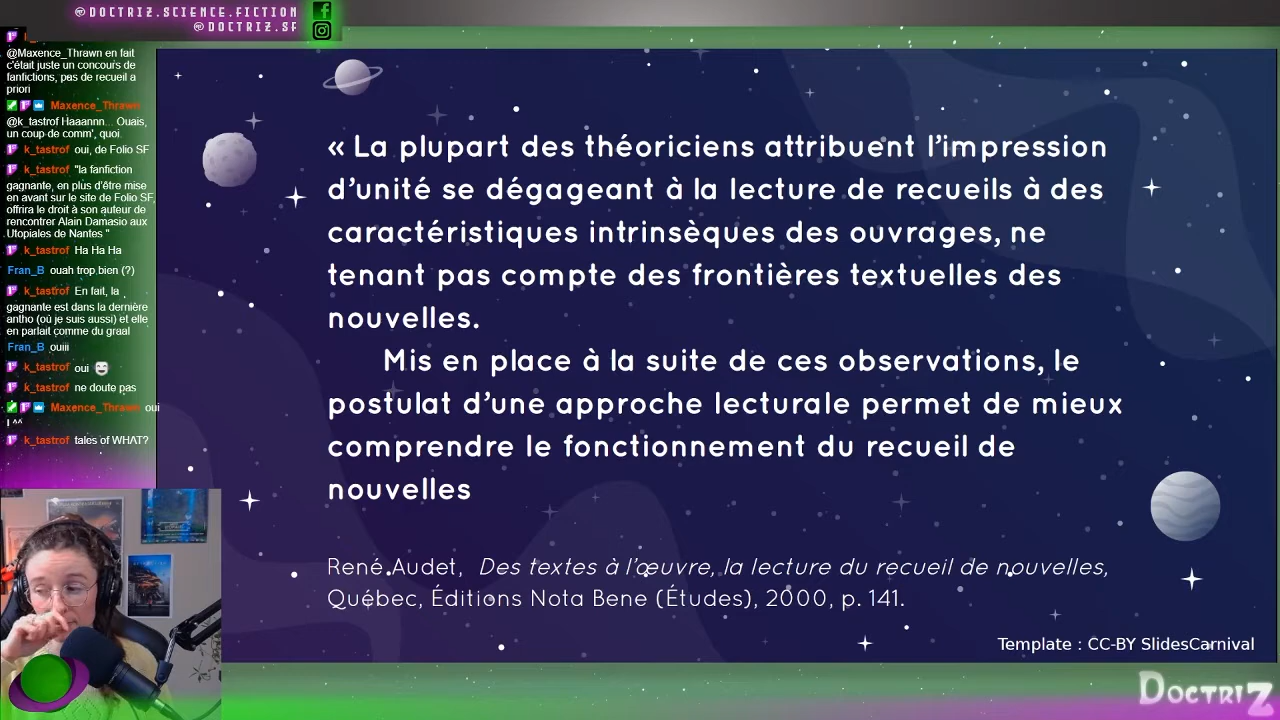 @DOCTRIZ.SCIENCE.FICTION
@DOCTRIZ.SF
@Maxence_Thrawn en fait
c'était juste un concours de
fanfictions, pas de recueil a
priori
Maxence_Thrawn
@k_tastrof Haaannn... Ouais,
un coup de comm', quoi.
k_tastrof oui, de Folio SF
k_tastrof "la fanfiction
gagnante, en plus d'être mise
en avant sur le site de Folio SF,
offrira le droit à son auteur de
rencontrer Alain Damasio aux
Utopiales de Nantes "
k_tastrof Ha Ha Ha
Fran_B ouah trop bien (?)
k_tastrof En fait, la
gagnante est dans la dernière
antho (où je suis aussi) et elle
en parlait comme du graal
Fran_B ouiii
k_tastrof oui
k_tastrof ne doute pas
Maxence_Thrawn oui
! ^^
k_tastrof tales of WHAT?
« La plupart des théoriciens attribuent l'impression
d'unité se dégageant à la lecture de recueils à des
caractéristiques intrinsèques des ouvrages, ne
tenant pas compte des frontières textuelles des
nouvelles.
Mis en place à la suite de ces observations, le
postulat d'une approche lecturale permet de mieux
comprendre le fonctionnement du recueil de
nouvelles
René Audet, Des textes à l'œuvre, la lecture du recueil de nouvelles,
Québec, Éditions Nota Bene (Études), 2000, p. 141.
Template : CC-BY SlidesCarnival
DOCTRIZ